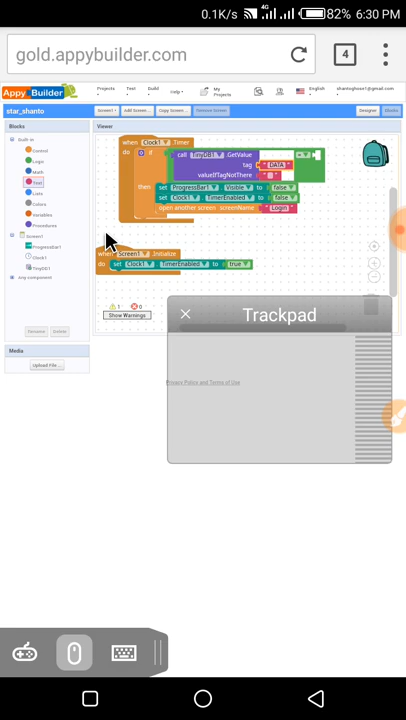 0.1K/s 4G 82% 6:30 PM
gold.appybuilder.com 4
AppyBuilder Projects Test Build Help My Projects English
star_shanto Screen1 Add Screen... Copy Screen... Remove Screen Designer Blocks
Blocks Viewer
Built-in
Control
Logic
Math
Text
Lists
Colors
Variables
Procedures
Screen1
ProgressBar1
Clock1
TinyDB1
Any component
Rename Delete
Media
Upload File...
when Clock1 .Timer
do if call TinyDB1 .GetValue =
tag " DATA "
valueIfTagNotThere " "
then set ProgressBar1 . Visible to false
set Clock1 . TimerEnabled to false
open another screen screenName " Login "
when Screen1 .Initialize
do set Clock1 . TimerEnabled to true
1 0
Show Warnings
Trackpad
Privacy Policy and Terms of Use